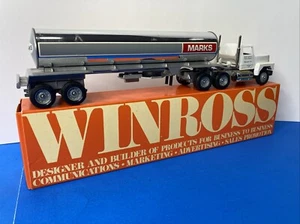 MARKS
WINROSS
DESIGNER AND BUILDER OF PRODUCTS FOR BUSINESS TO BUSINESS
COMMUNICATIONS · MARKETING · ADVERTISING · SALES PROMOTION